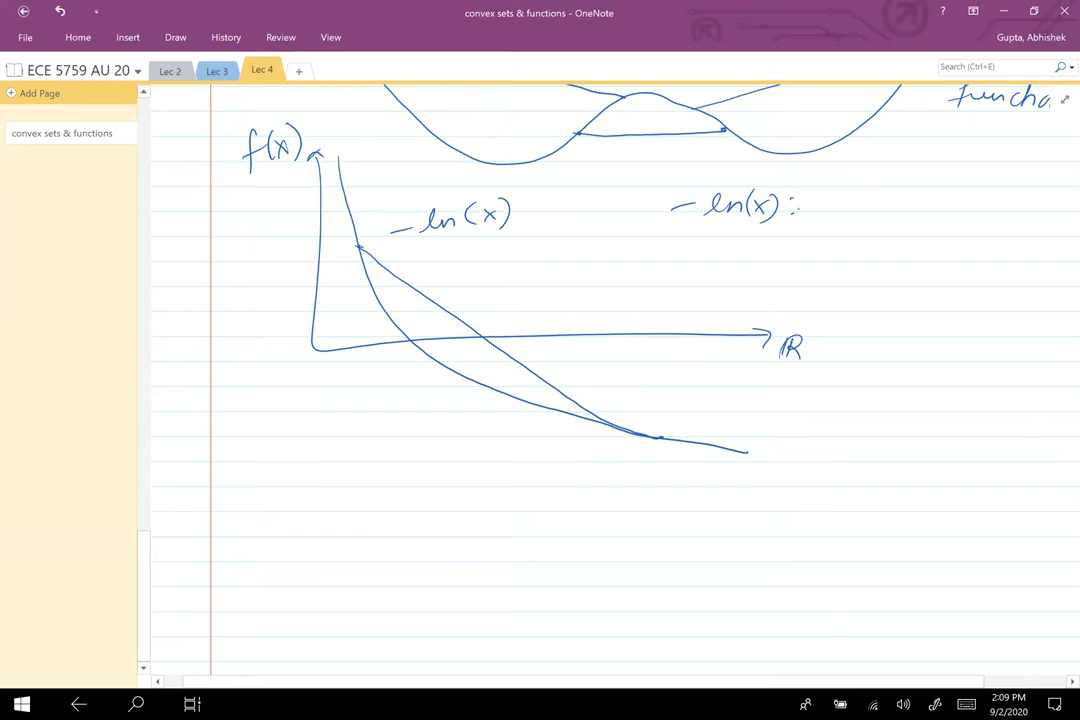 convex sets & functions - OneNote
?
File Home Insert Draw History Review View
Gupta, Abhishek
ECE 5759 AU 20
Lec 2
Lec 3
Lec 4
+
Search (Ctrl+E)
Add Page
convex sets & functions
f(x)
- ln(x)
- ln(x) :
ℝ
2:09 PM
9/2/2020